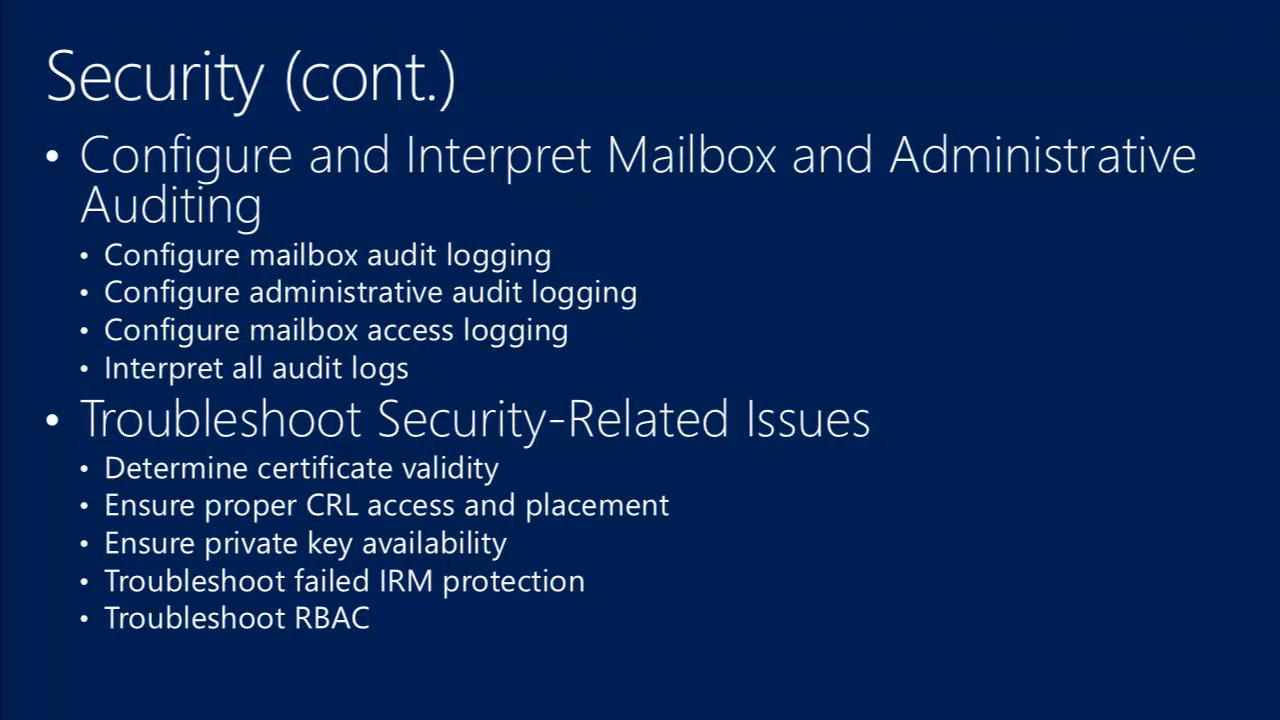 Security (cont.)
• Configure and Interpret Mailbox and Administrative
Auditing
• Configure mailbox audit logging
• Configure administrative audit logging
• Configure mailbox access logging
• Interpret all audit logs
• Troubleshoot Security-Related Issues
• Determine certificate validity
• Ensure proper CRL access and placement
• Ensure private key availability
• Troubleshoot failed IRM protection
• Troubleshoot RBAC